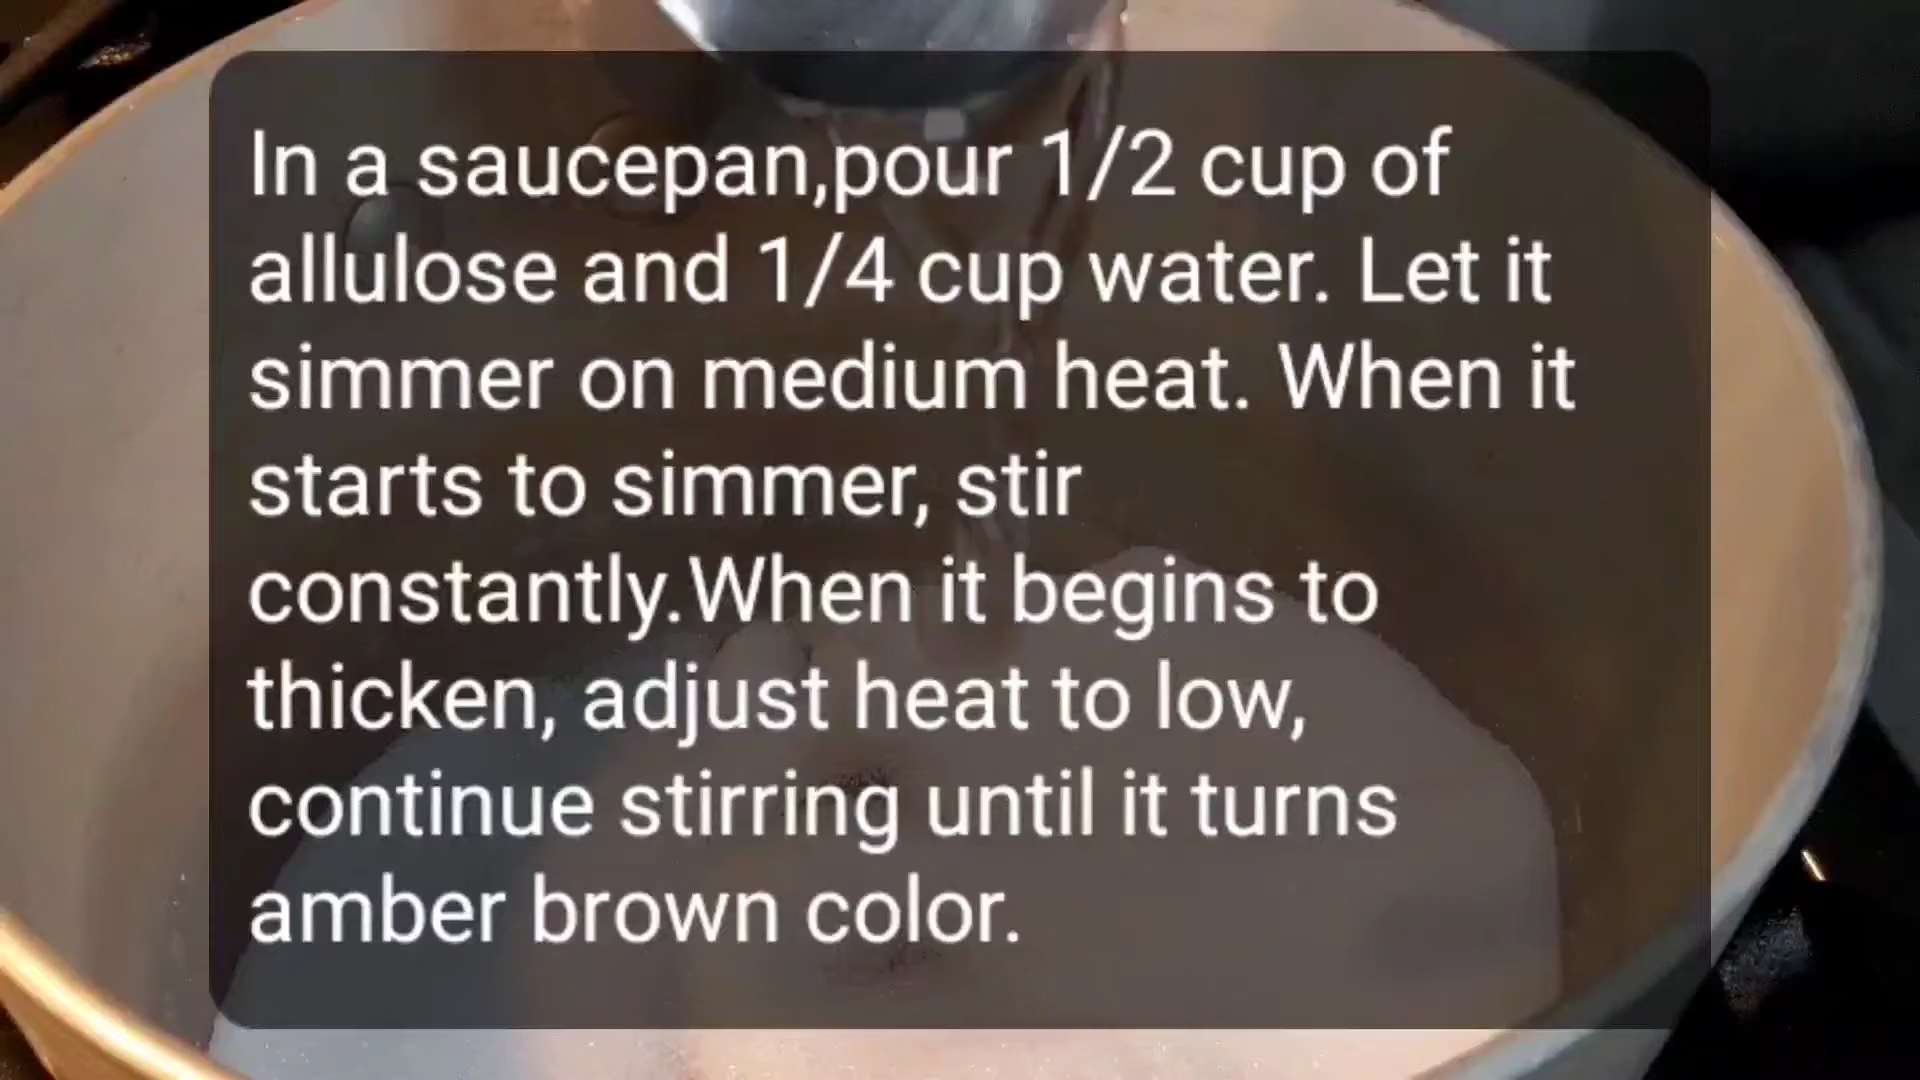 In a saucepan,pour 1/2 cup of
allulose and 1/4 cup water. Let it
simmer on medium heat. When it
starts to simmer, stir
constantly.When it begins to
thicken, adjust heat to low,
continue stirring until it turns
amber brown color.